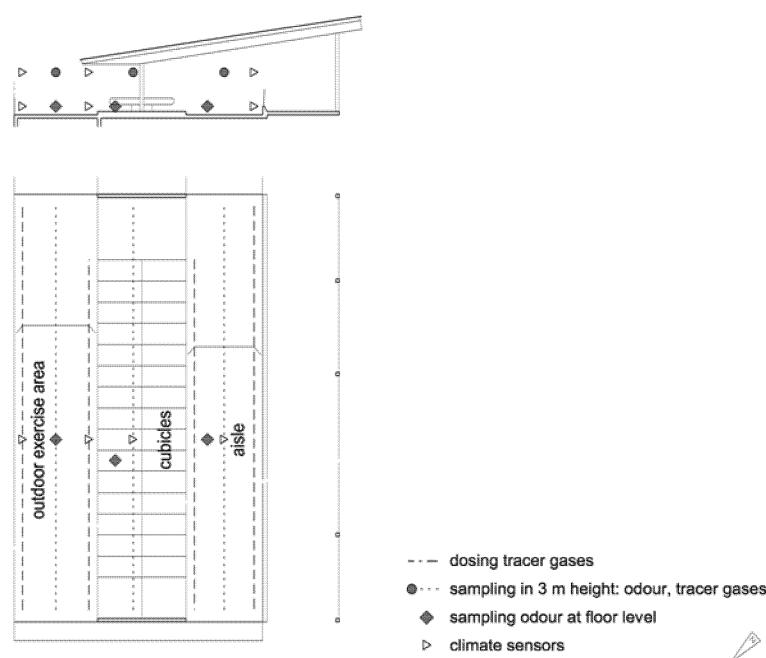 outdoor exercise area
cubicles
aisle
dosing tracer gases
sampling in 3 m height: odour, tracer gases
sampling odour at floor level
climate sensors